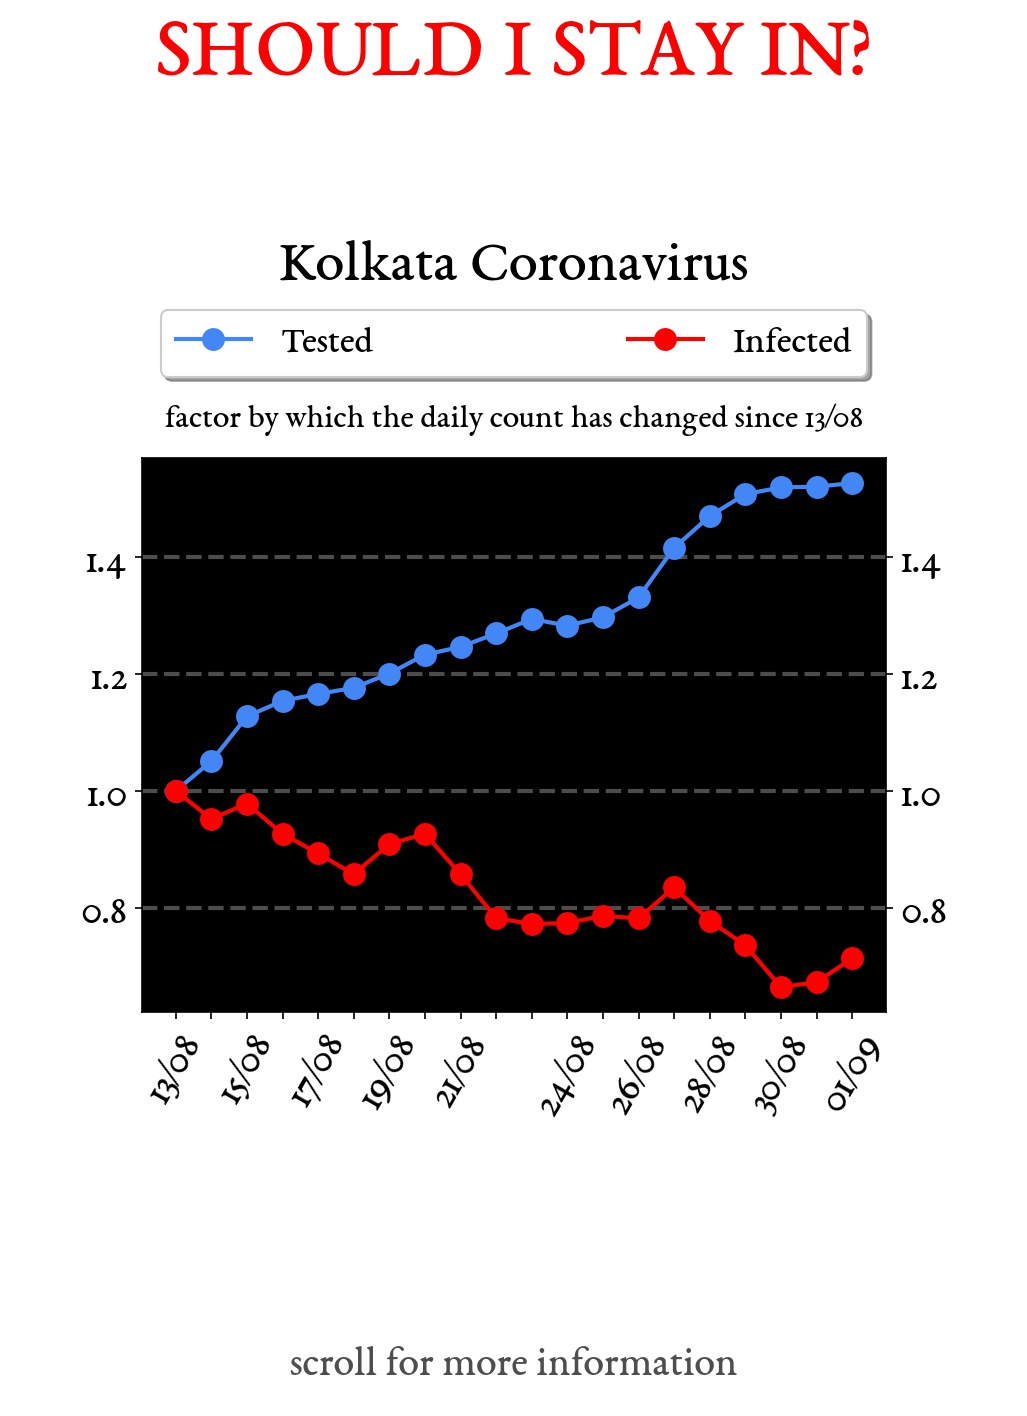 SHOULD I STAY IN?
Kolkata Coronavirus
Tested Infected
factor by which the daily count has changed since 13/08
1.4 1.4
1.2 1.2
1.0 1.0
0.8 0.8
13/08 15/08 17/08 19/08 21/08 24/08 26/08 28/08 30/08 01/09
scroll for more information